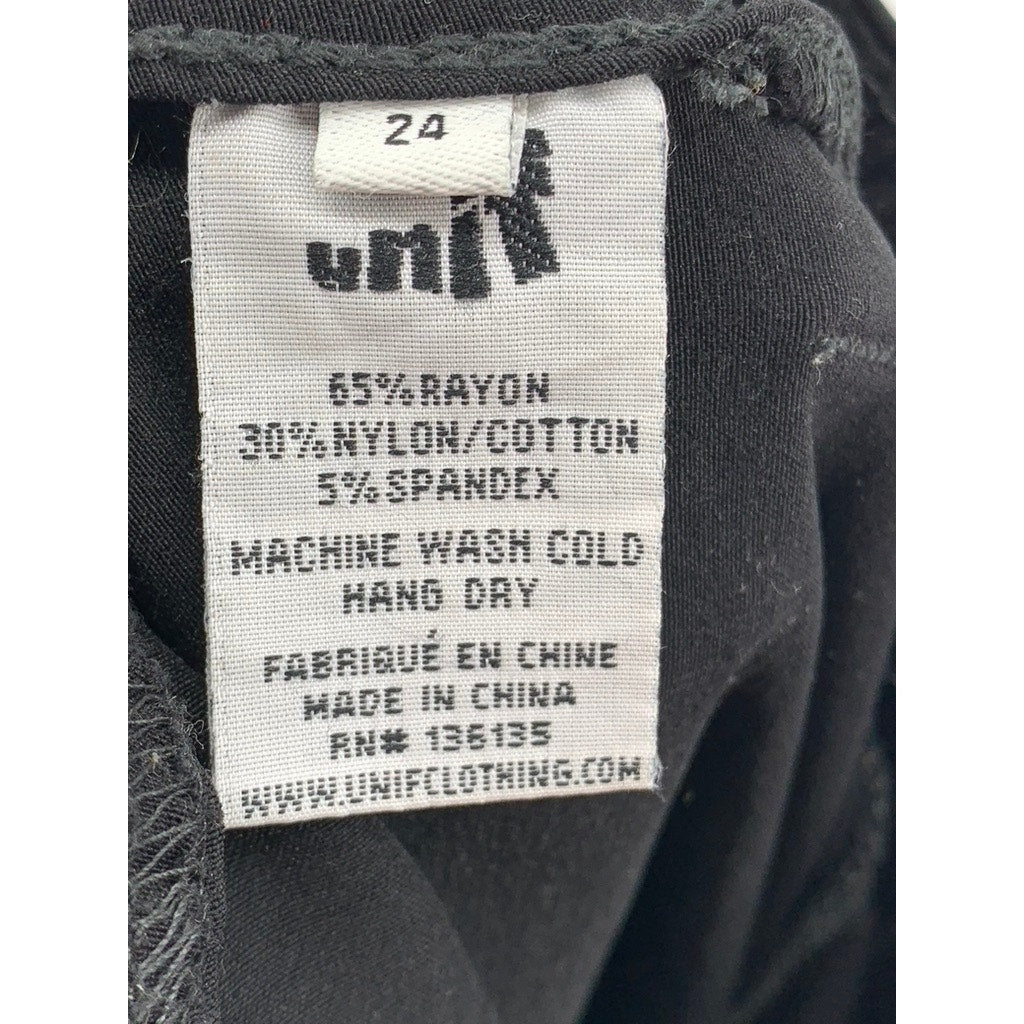 24
unif
65%RAYON
30%NYLON/COTTON
5%SPANDEX
MACHINE WASH COLD
HANG DRY
FABRIQUÉ EN CHINE
MADE IN CHINA
RN# 136135
WWW.UNIFCLOTHING.COM